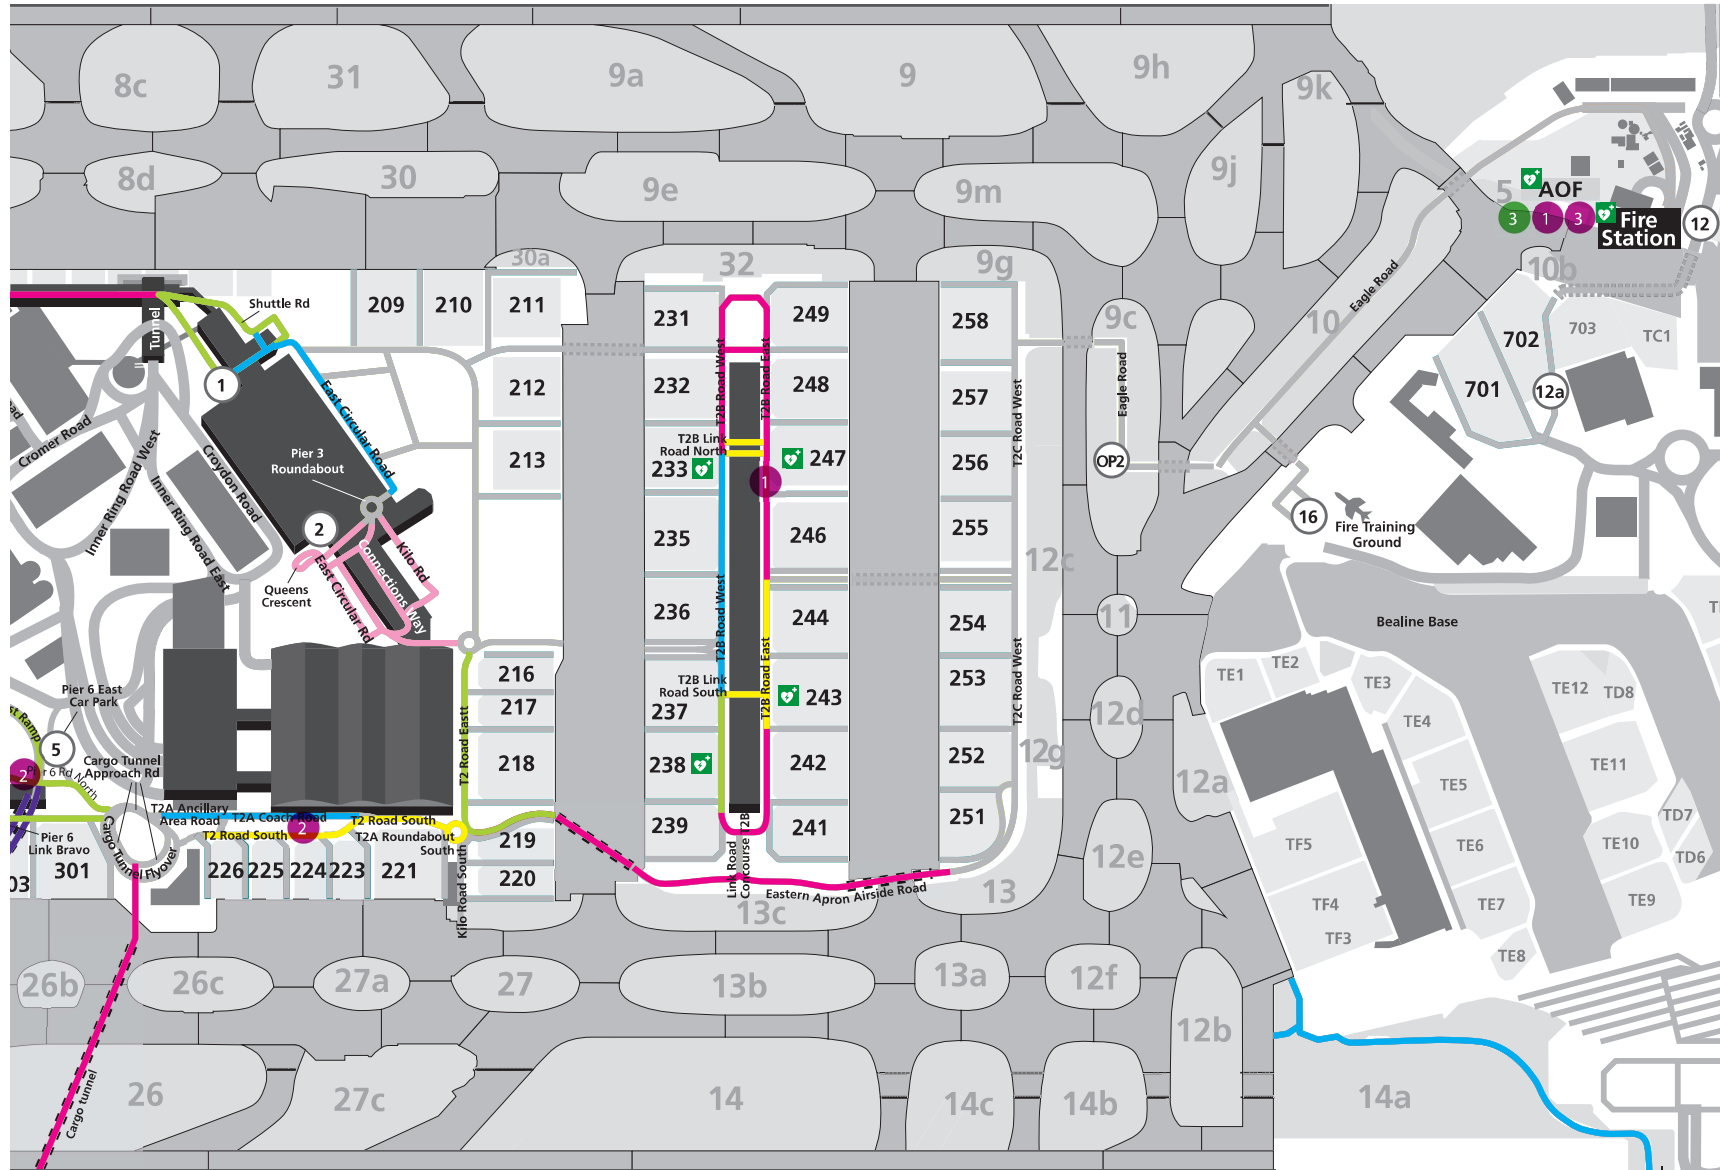 8c
31
9a
9
9h
9k
8d
30
9e
9m
9j
5
AOF
3
1
3
Fire
Station
12
30a
32
9g
10b
Shuttle Rd
Tunnel
209
210
211
231
249
258
9c
10
Eagle Road
702
703
TC1
1
212
232
248
257
701
12a
T2B Road West
T2B Road East
T2C Road West
Eagle Road
East Circular Road
Cromer Road
Croydon Road
Inner Ring Road West
Inner Ring Road East
Pier 3
Roundabout
213
T2B Link
Road North
233
247
256
OP2
1
16
Fire Training
Ground
2
235
246
255
12c
Connections Way
Kilo Rd
Queens
Crescent
East Circular Rd
236
244
254
11
Bealine Base
T2B Road West
T2B Road East
T2C Road West
216
217
218
T2B Link
Road South
237
243
253
TE1
TE2
TE3
TE4
TE12
TD8
12d
12g
12a
Pier 6 East
Car Park
5
Cargo Tunnel
Approach Rd
T2 Road Eastt
238
242
252
TE5
TE11
2
Pier 6 Rd North
T2A Ancillary
Area Road
T2A Coach Road
T2 Road South
T2 Road South
2
T2A Roundabout
South
219
239
241
251
TD7
Pier 6
Link Bravo
Cargo Tunnel Flyover
03
301
226
225
224
223
221
220
Kilo Road South
Link Road
Concourse T2B
Eastern Apron Airside Road
12e
TF5
TE6
TE10
TD6
13c
13
TF4
TF3
TE7
TE9
TE8
26b
26c
27a
27
13b
13a
12f
12b
26
27c
14
14c
14b
14a
Cargo tunnel